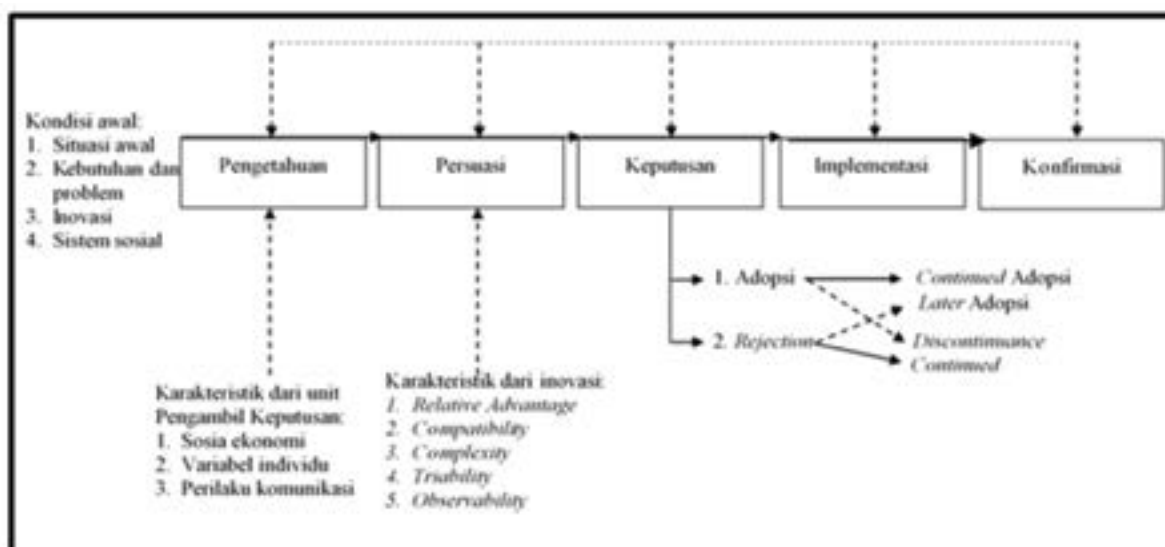 Kondisi awal:
1. Situasi awal
2. Kebutuhan dan
problem
3. Inovasi
4. Sistem sosial
Pengetahuan
Persuasi
Keputusan
Implementasi
Konfirmasi
1. Adopsi
2. Rejection
Continued Adopsi
Later Adopsi
Discontinuance
Continued
Karakteristik dari unit
Pengambil Keputusan:
1. Sosia ekonomi
2. Variabel individu
3. Perilaku komunikasi
Karakteristik dari inovasi:
1. Relative Advantage
2. Compatibility
3. Complexity
4. Triability
5. Observability